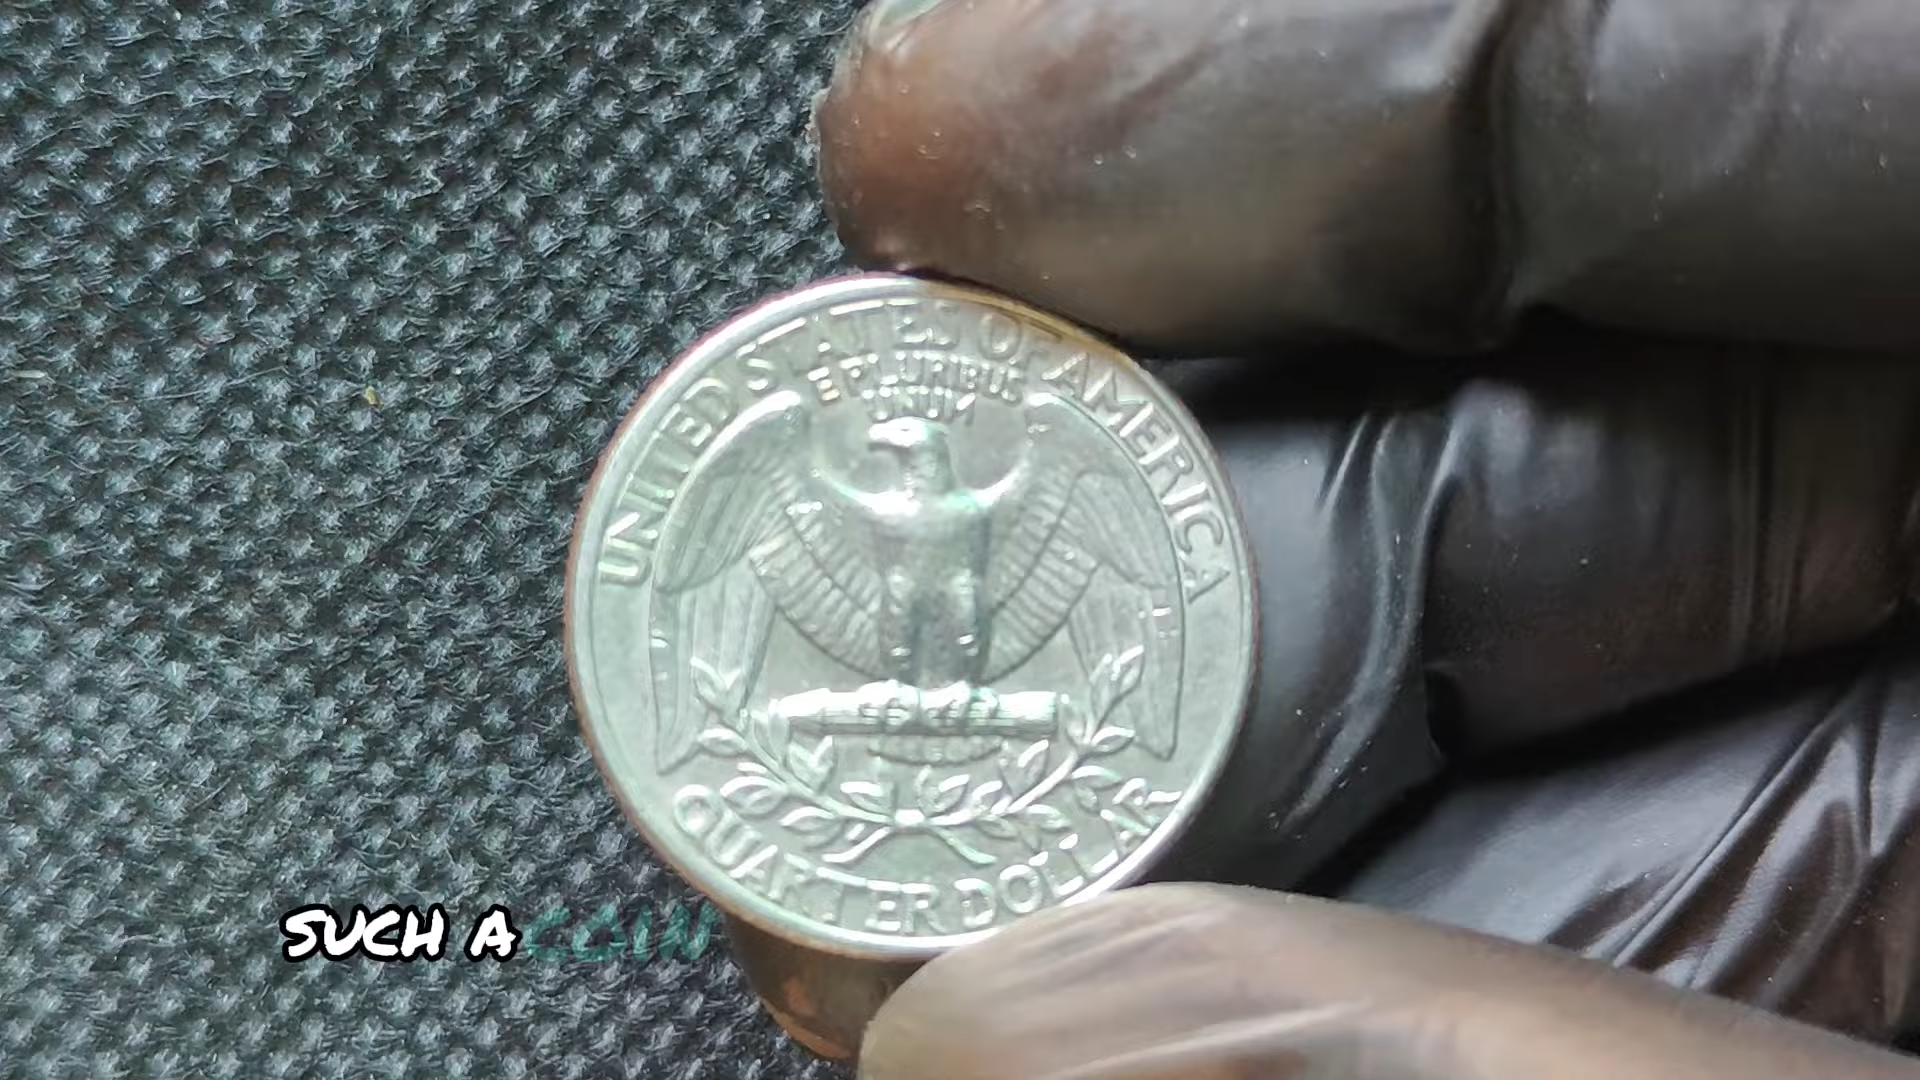 UNITED STATES OF AMERICA
E PLURIBUS
UNUM
QUARTER DOLLAR
SUCH A COIN